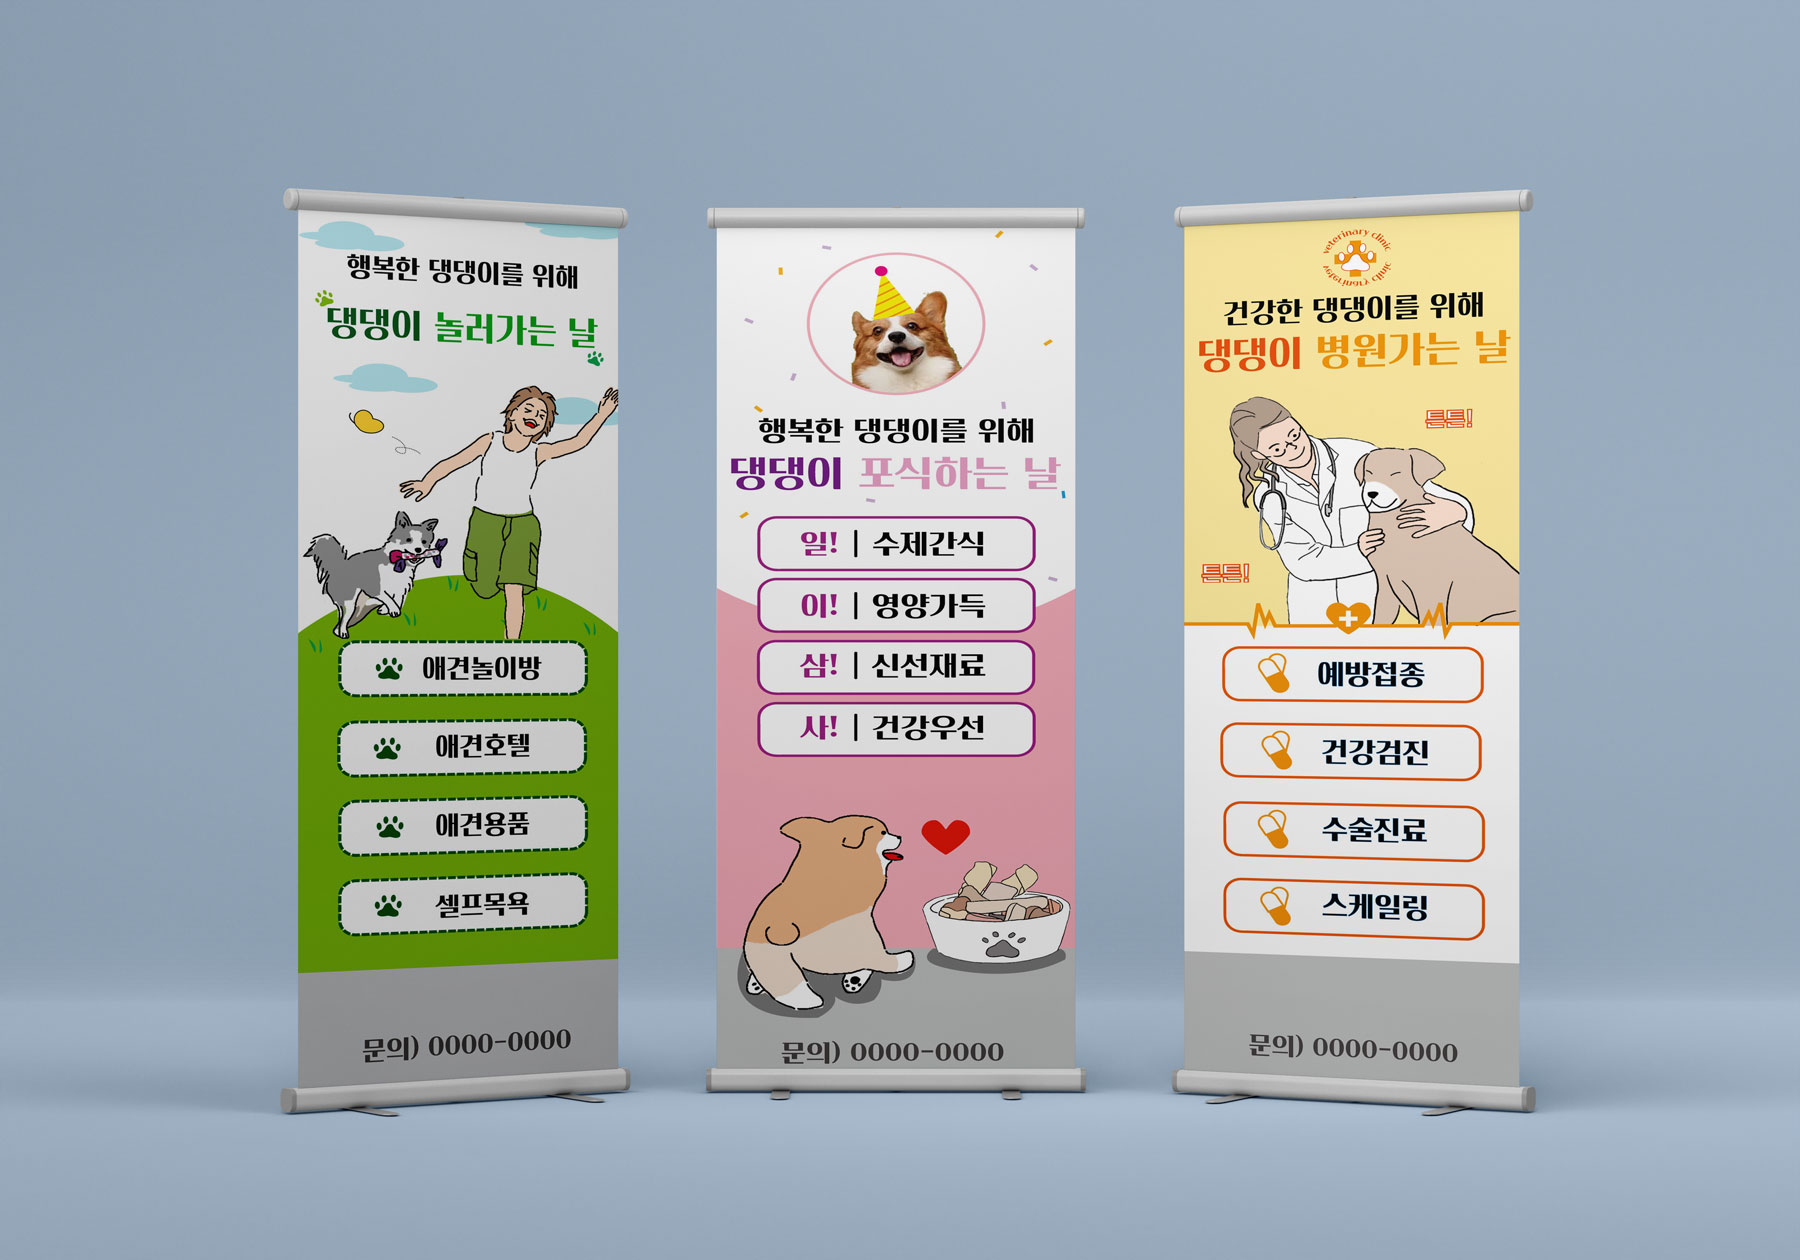 행복한 댕댕이를 위해
댕댕이 놀러가는 날
애견놀이방
애견호텔
애견용품
셀프목욕
문의) 0000-0000
행복한 댕댕이를 위해
댕댕이 포식하는 날
일! | 수제간식
이! | 영양가득
삼! | 신선재료
사! | 건강우선
문의) 0000-0000
veterinary clinic
veterinary clinic
건강한 댕댕이를 위해
댕댕이 병원가는 날
튼튼!
튼튼!
예방접종
건강검진
수술진료
스케일링
문의) 0000-0000